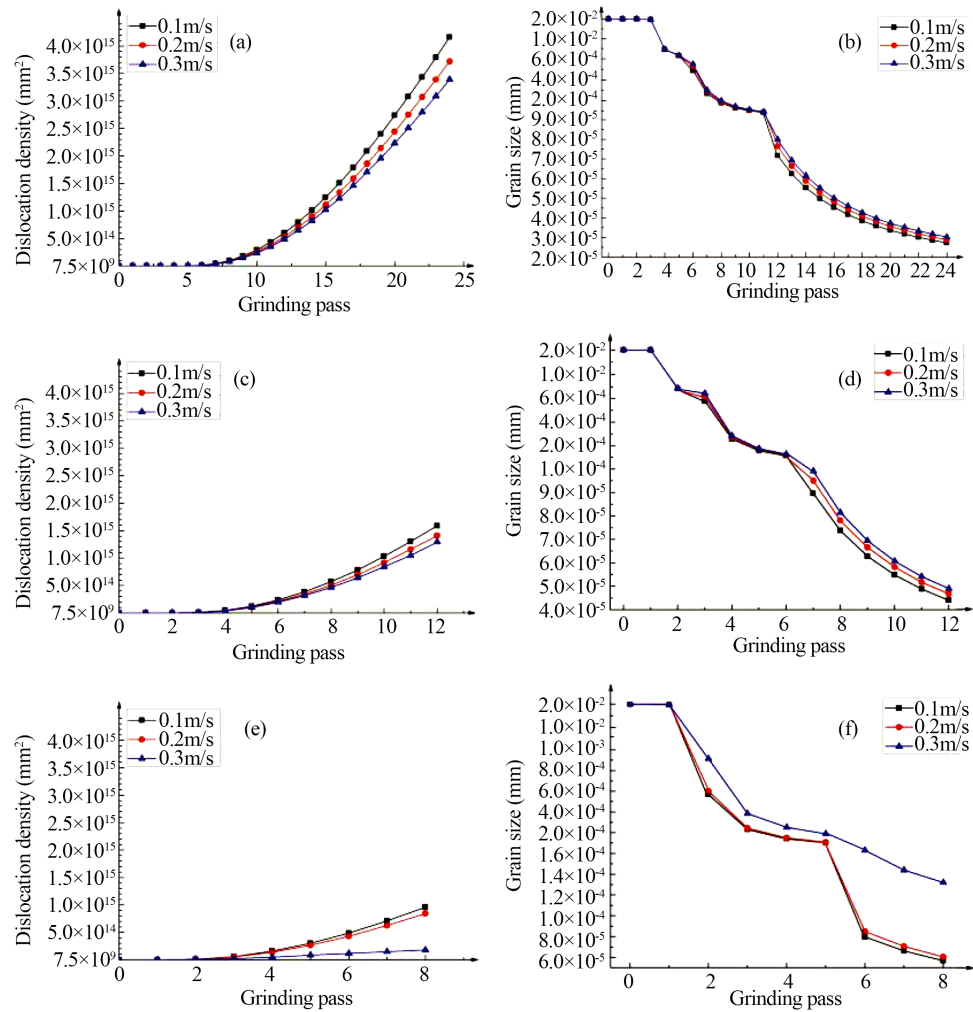 (a)
0.1m/s
0.2m/s
0.3m/s
Dislocation density (mm²)
4.0×10¹⁵
3.5×10¹⁵
3.0×10¹⁵
2.5×10¹⁵
2.0×10¹⁵
1.5×10¹⁵
1.0×10¹⁵
5.0×10¹⁴
7.5×10⁹
0 5 10 15 20 25
Grinding pass
(b)
0.1m/s
0.2m/s
0.3m/s
Grain size (mm)
2.0×10⁻²
1.0×10⁻²
6.0×10⁻⁴
4.0×10⁻⁴
2.0×10⁻⁴
9.0×10⁻⁵
8.0×10⁻⁵
6.0×10⁻⁵
5.0×10⁻⁵
4.0×10⁻⁵
3.0×10⁻⁵
2.0×10⁻⁵
0 2 4 6 8 10 12 14 16 18 20 22 24
Grinding pass
(c)
0.1m/s
0.2m/s
0.3m/s
Dislocation density (mm²)
4.0×10¹⁵
3.5×10¹⁵
3.0×10¹⁵
2.5×10¹⁵
2.0×10¹⁵
1.5×10¹⁵
1.0×10¹⁵
5.0×10¹⁴
7.5×10⁹
0 2 4 6 8 10 12
Grinding pass
(d)
0.1m/s
0.2m/s
0.3m/s
Grain size (mm)
2.0×10⁻²
1.0×10⁻²
6.0×10⁻⁴
4.0×10⁻⁴
2.0×10⁻⁴
1.0×10⁻⁴
9.0×10⁻⁵
8.0×10⁻⁵
7.0×10⁻⁵
6.0×10⁻⁵
5.0×10⁻⁵
4.0×10⁻⁵
0 2 4 6 8 10 12
Grinding pass
(e)
0.1m/s
0.2m/s
0.3m/s
Dislocation density (mm²)
4.0×10¹⁵
3.5×10¹⁵
3.0×10¹⁵
2.5×10¹⁵
2.0×10¹⁵
1.5×10¹⁵
1.0×10¹⁵
5.0×10¹⁴
7.5×10⁹
0 2 4 6 8
Grinding pass
(f)
0.1m/s
0.2m/s
0.3m/s
Grain size (mm)
2.0×10⁻²
1.0×10⁻²
1.0×10⁻³
8.0×10⁻⁴
6.0×10⁻⁴
4.0×10⁻⁴
2.0×10⁻⁴
1.6×10⁻⁴
1.4×10⁻⁴
1.2×10⁻⁴
1.0×10⁻⁴
8.0×10⁻⁵
6.0×10⁻⁵
0 2 4 6 8
Grinding pass